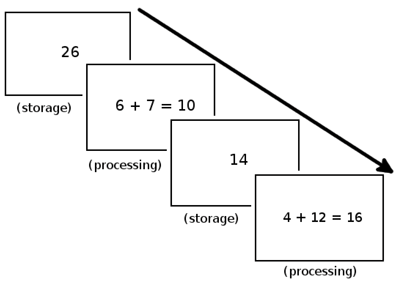 26
(storage)
6 + 7 = 10
(processing)
14
(storage)
4 + 12 = 16
(processing)